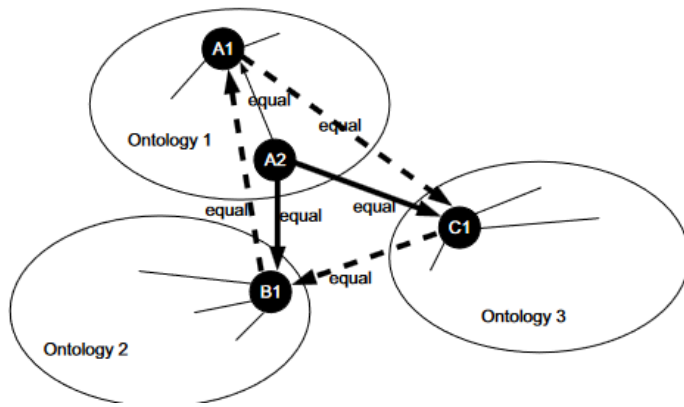 A1
equal
equal
Ontology 1
A2
equal
equal
equal
C1
equal
B1
Ontology 3
Ontology 2